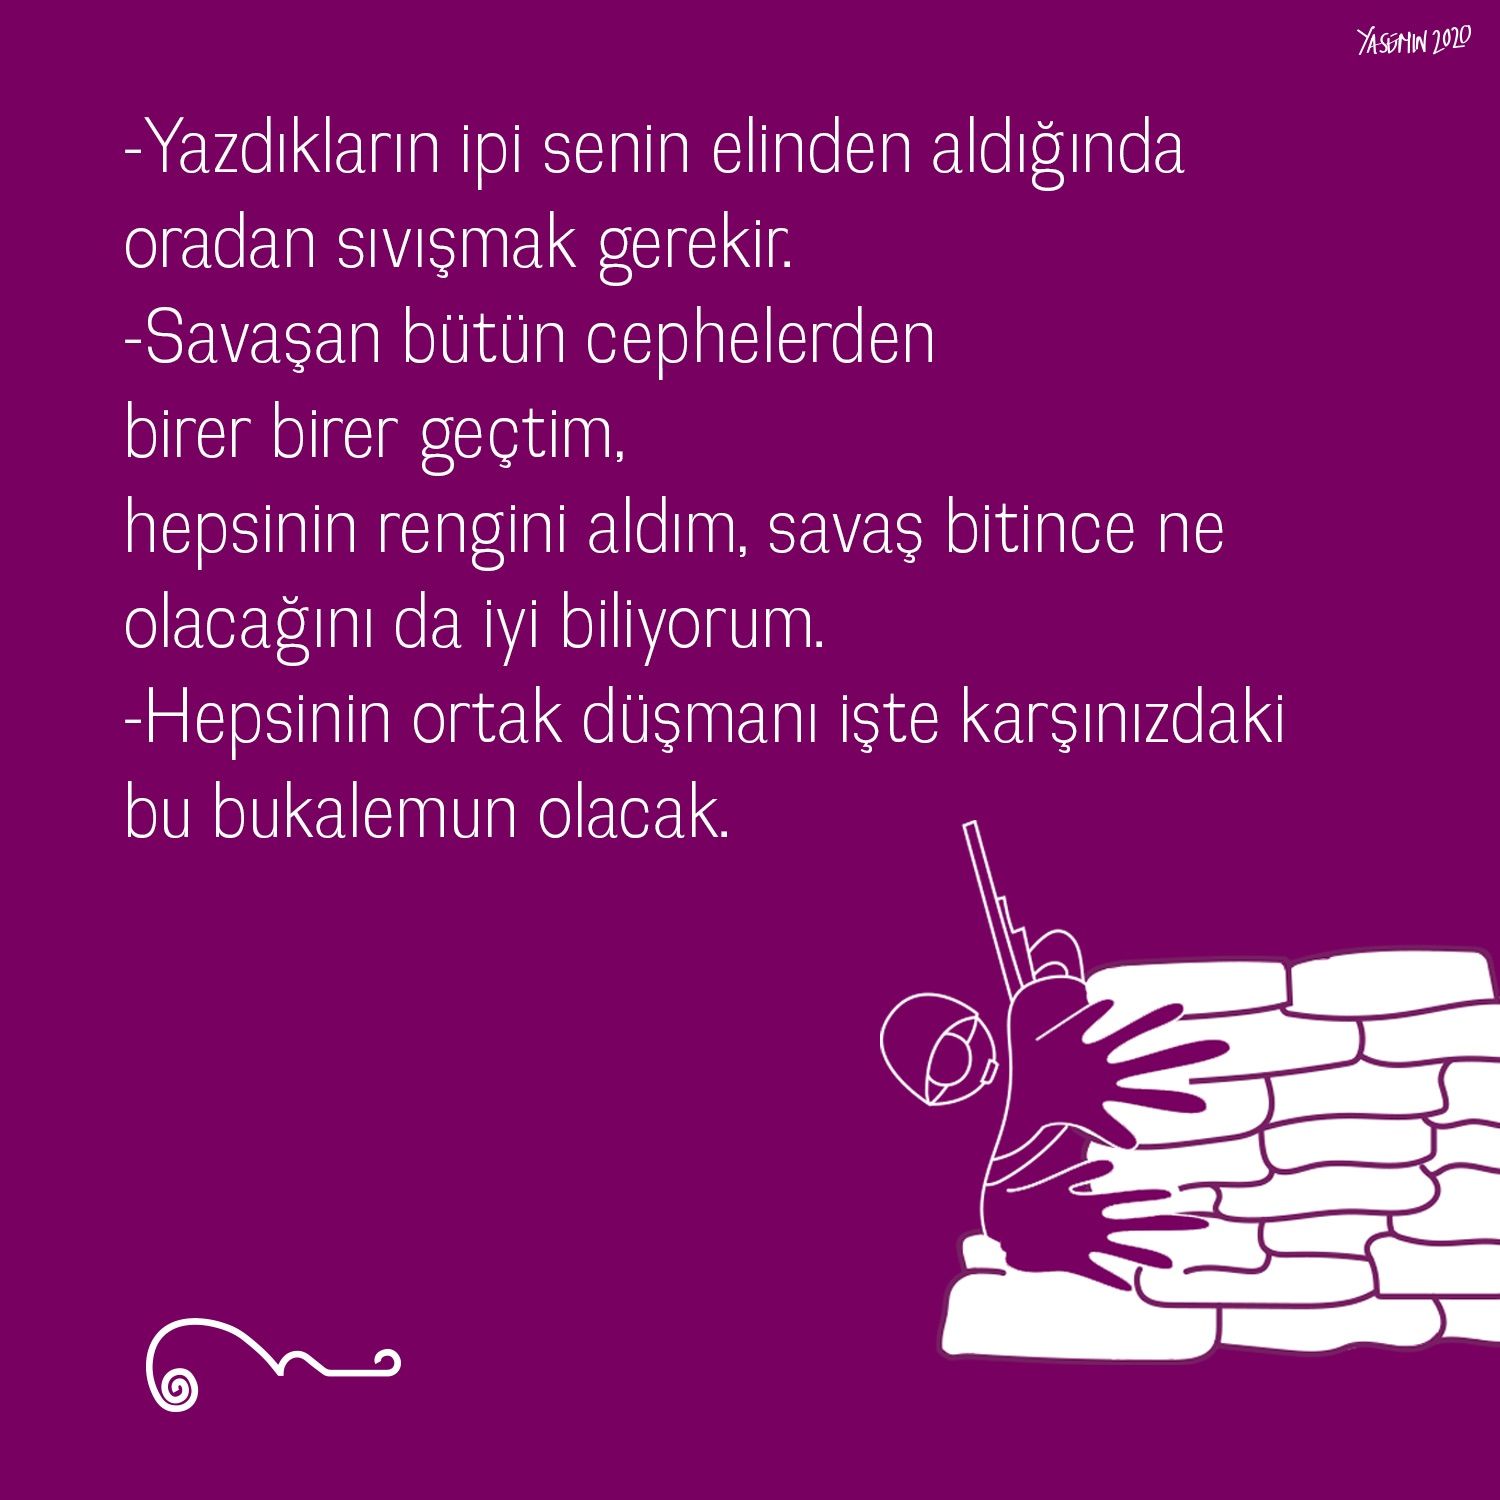 YASEMIN 2020
-Yazdıkların ipi senin elinden aldığında
oradan sıvışmak gerekir.
-Savaşan bütün cephelerden
birer birer geçtim,
hepsinin rengini aldım, savaş bitince ne
olacağını da iyi biliyorum.
-Hepsinin ortak düşmanı işte karşınızdaki
bu bukalemun olacak.